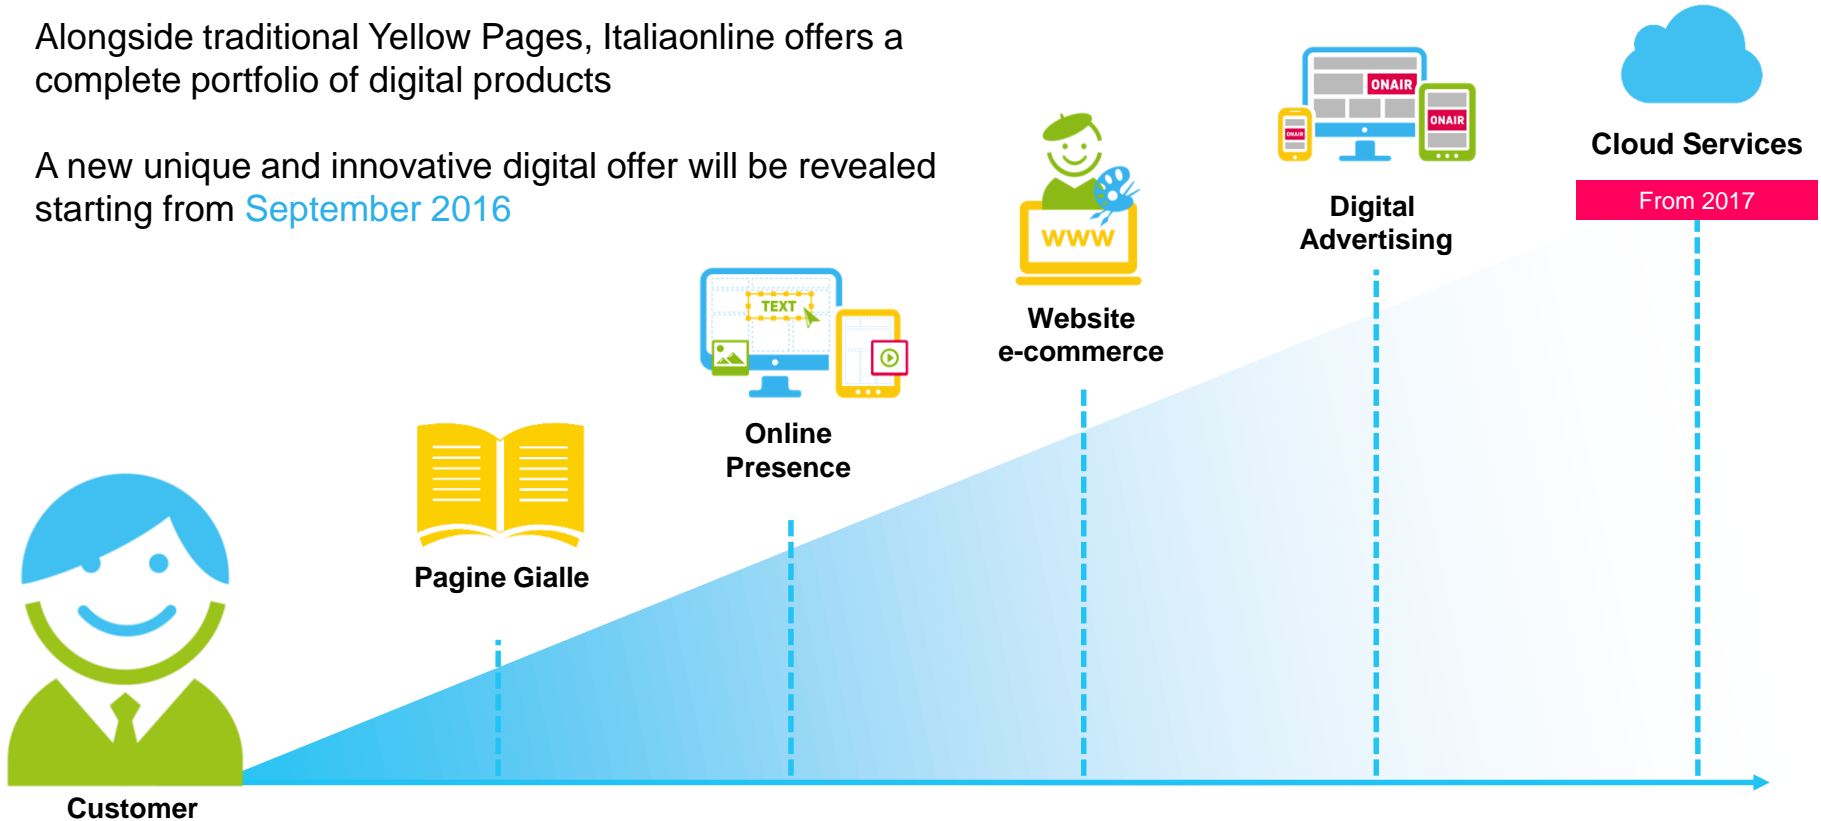 Alongside traditional Yellow Pages, Italiaonline offers a
complete portfolio of digital products
A new unique and innovative digital offer will be revealed
starting from September 2016
Customer
Pagine Gialle
TEXT
Online
Presence
WWW
Website
e-commerce
ONAIR
ONAIR
ONAIR
Digital
Advertising
Cloud Services
From 2017